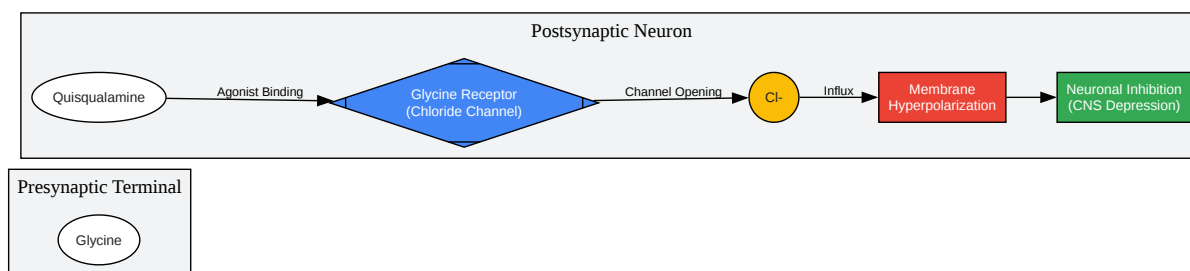 Postsynaptic Neuron
Quisqualamine
Agonist Binding
Glycine Receptor
(Chloride Channel)
Channel Opening
Cl-
Influx
Membrane
Hyperpolarization
Neuronal Inhibition
(CNS Depression)
Presynaptic Terminal
Glycine